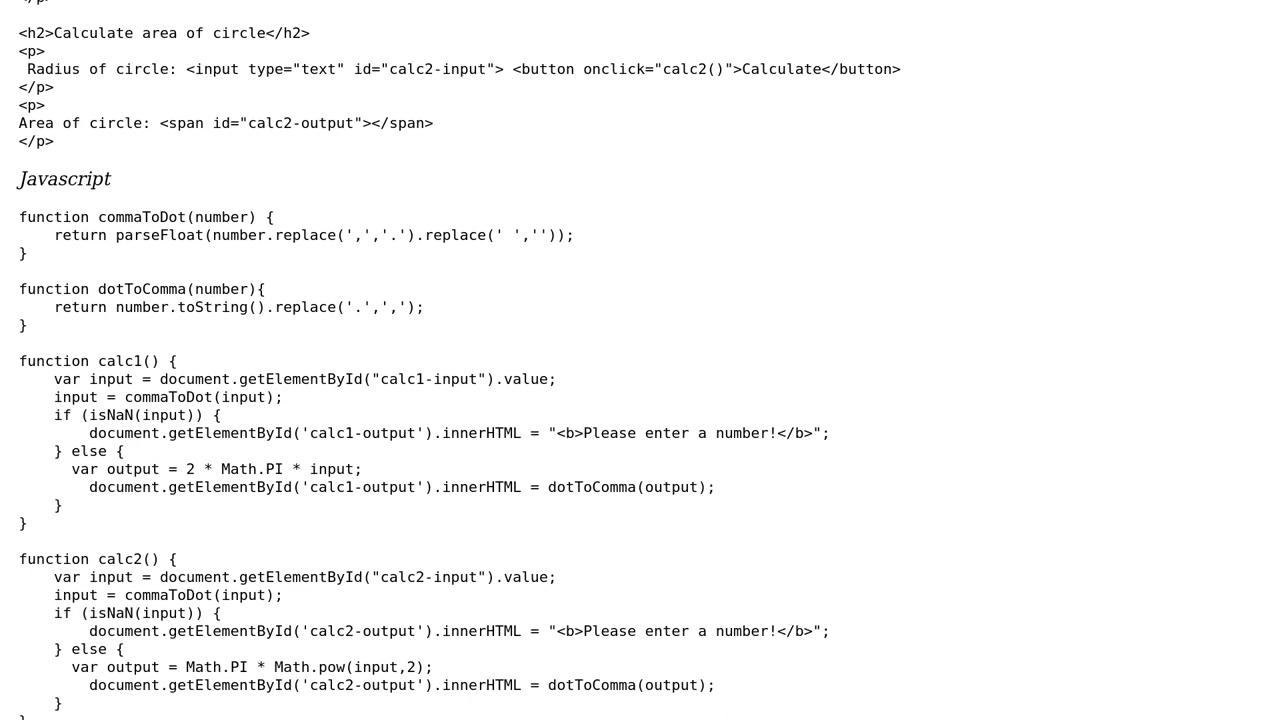 <h2>Calculate area of circle</h2>
<p>
 Radius of circle: <input type="text" id="calc2-input"> <button onclick="calc2()">Calculate</button>
</p>
<p>
Area of circle: <span id="calc2-output"></span>
</p>
Javascript
function commaToDot(number) {
    return parseFloat(number.replace(',','.').replace(' ',''));
}
function dotToComma(number){
    return number.toString().replace('.',',');
}
function calc1() {
    var input = document.getElementById("calc1-input").value;
    input = commaToDot(input);
    if (isNaN(input)) {
        document.getElementById('calc1-output').innerHTML = "<b>Please enter a number!</b>";
    } else {
      var output = 2 * Math.PI * input;
        document.getElementById('calc1-output').innerHTML = dotToComma(output);
    }
}
function calc2() {
    var input = document.getElementById("calc2-input").value;
    input = commaToDot(input);
    if (isNaN(input)) {
        document.getElementById('calc2-output').innerHTML = "<b>Please enter a number!</b>";
    } else {
      var output = Math.PI * Math.pow(input,2);
        document.getElementById('calc2-output').innerHTML = dotToComma(output);
    }